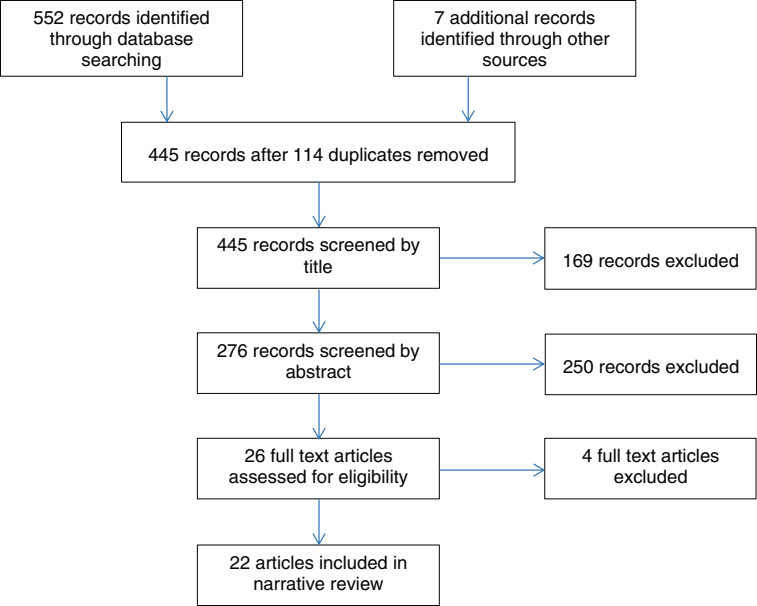 552 records identified
through database
searching
7 additional records
identified through other
sources
445 records after 114 duplicates removed
445 records screened by
title
169 records excluded
276 records screened by
abstract
250 records excluded
26 full text articles
assessed for eligibility
4 full text articles
excluded
22 articles included in
narrative review